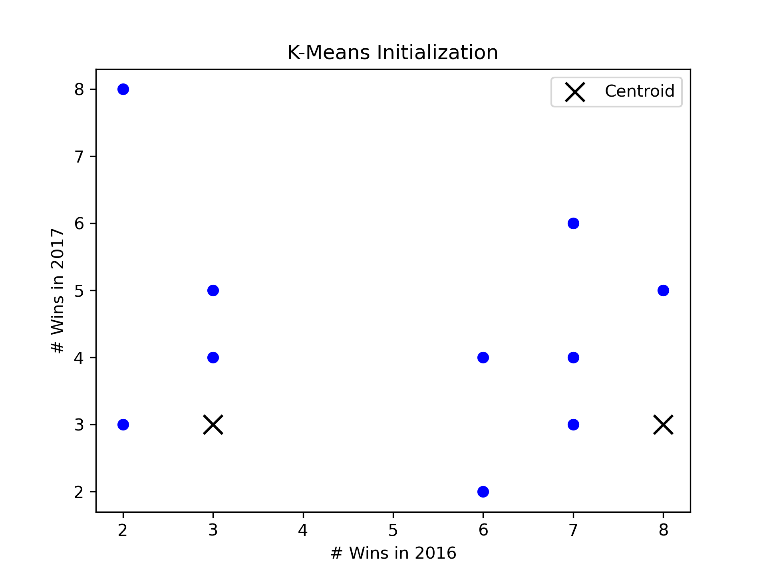 K-Means Initialization
Centroid
# Wins in 2017
8
7
6
5
4
3
2
2 3 4 5 6 7 8
# Wins in 2016